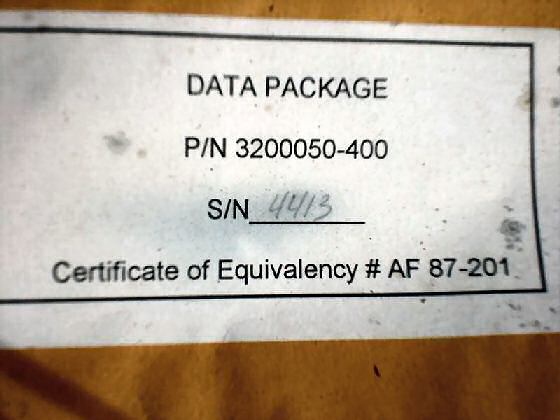 DATA PACKAGE
P/N 3200050-400
S/N 4413
Certificate of Equivalency # AF 87-201